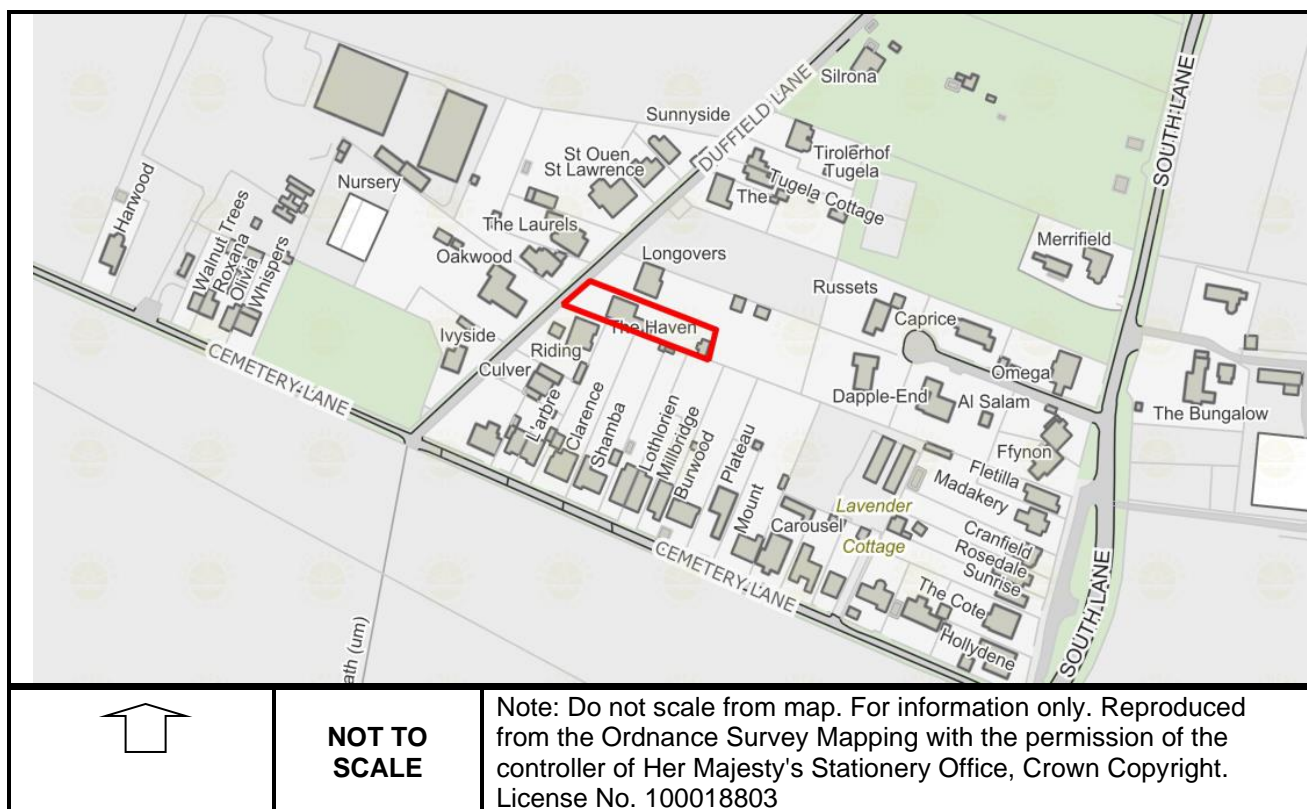 Silrona
SOUTH LANE
Sunnyside
DUFFIELD LANE
Tirolerhof
Tugela
St Ouen
St Lawrence
Nursery
The
Tugela Cottage
Harwood
The Laurels
Merrifield
Walnut Trees
Roxana
Olivia
Whispers
Oakwood
Longovers
Russets
Caprice
The Haven
Ivyside
Riding
Culver
Omega
CEMETERY LANE
Dapple-End
Al Salam
The Bungalow
L'arbre
Clarence
Shamba
Lothlorien
Millbridge
Burwood
Plateau
Ffynon
Fletilla
Madakery
Mount
Carousel
Lavender
Cottage
Cranfield
Rosedale
Sunrise
CEMETERY LANE
The Cote
Hollydene
SOUTH LANE
ath (um)
NOT TO
SCALE
Note: Do not scale from map. For information only. Reproduced
from the Ordnance Survey Mapping with the permission of the
controller of Her Majesty's Stationery Office, Crown Copyright.
License No. 100018803